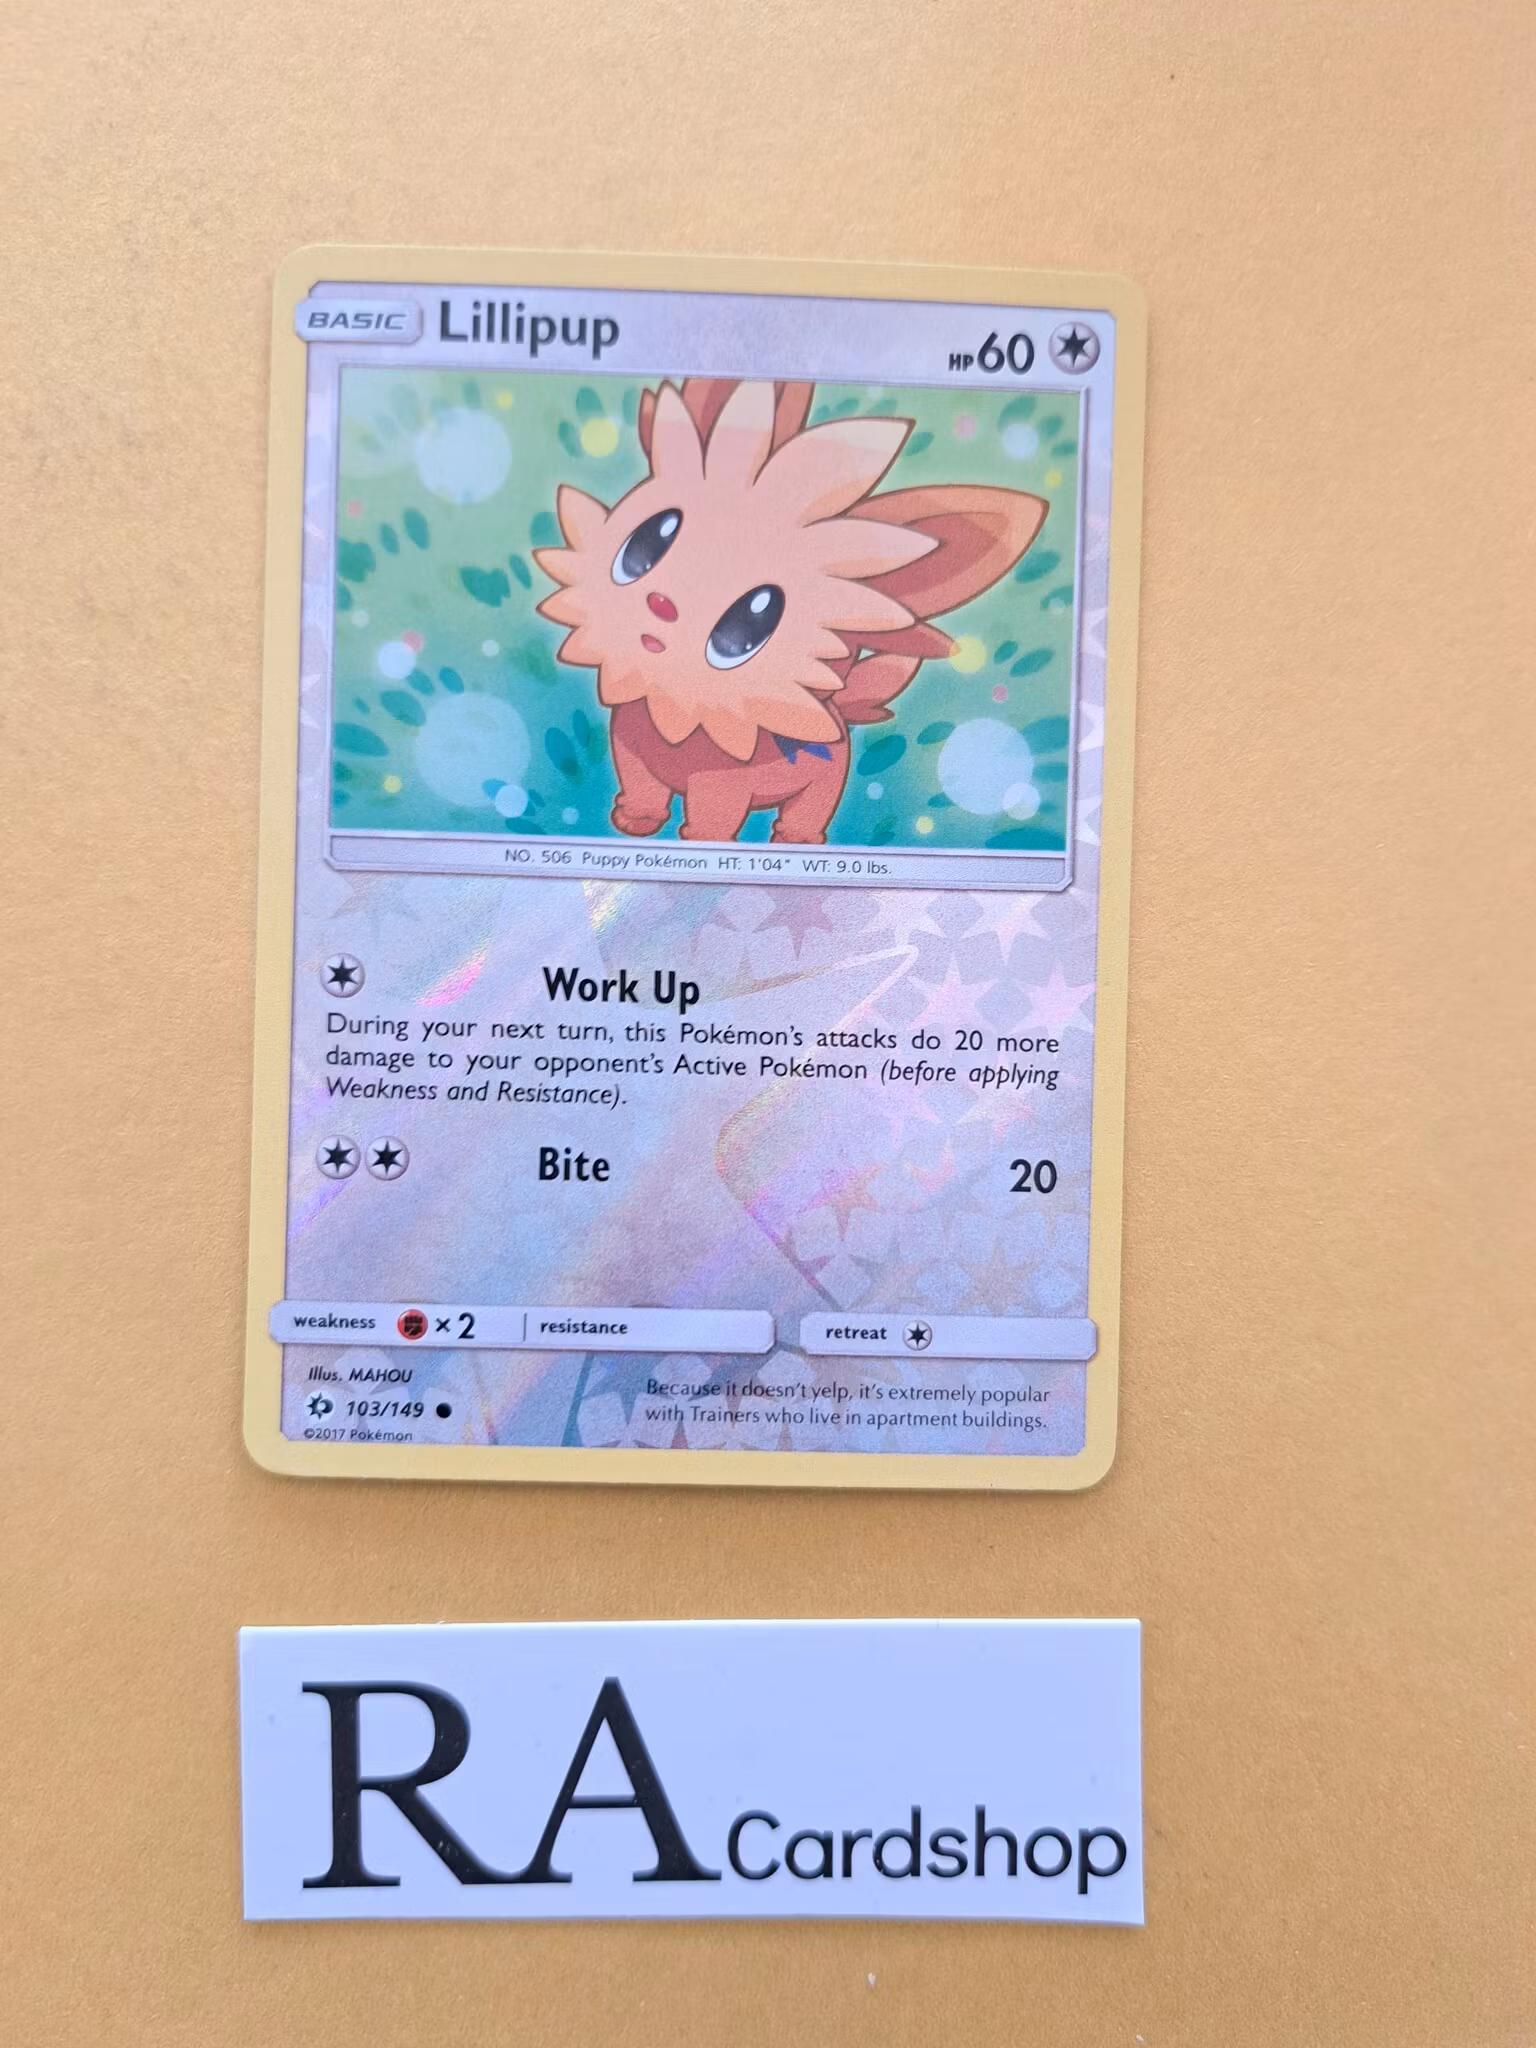 BASIC Lillipup HP60
NO. 506 Puppy Pokémon HT: 1'04" WT: 9.0 lbs.
Work Up
During your next turn, this Pokémon's attacks do 20 more
damage to your opponent's Active Pokémon (before applying
Weakness and Resistance).
Bite 20
weakness ×2 resistance retreat
Illus. MAHOU
103/149
©2017 Pokémon
Because it doesn't yelp, it's extremely popular
with Trainers who live in apartment buildings.
RA Cardshop